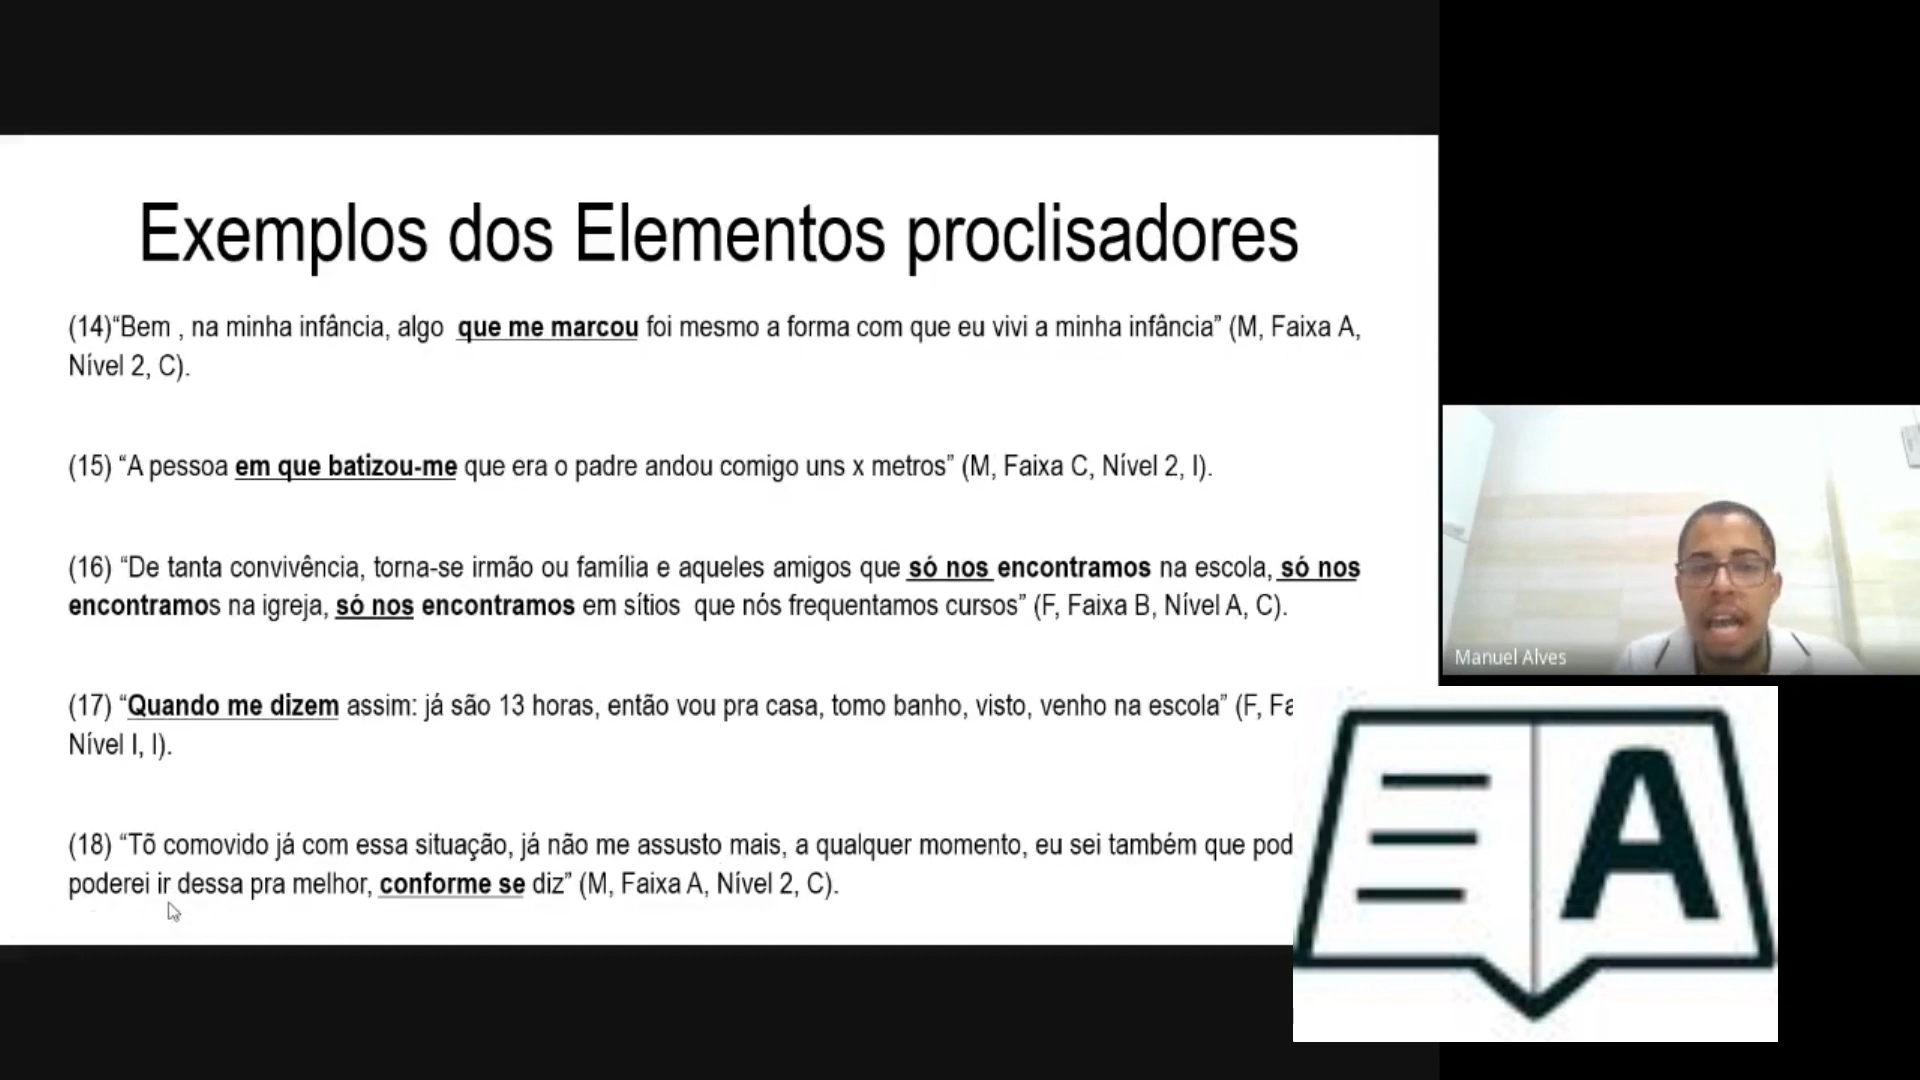 Exemplos dos Elementos proclisadores
(14)“Bem , na minha infância, algo que me marcou foi mesmo a forma com que eu vivi a minha infância” (M, Faixa A,
Nível 2, C).
(15) “A pessoa em que batizou-me que era o padre andou comigo uns x metros” (M, Faixa C, Nível 2, I).
(16) “De tanta convivência, torna-se irmão ou família e aqueles amigos que só nos encontramos na escola, só nos
encontramos na igreja, só nos encontramos em sítios que nós frequentamos cursos” (F, Faixa B, Nível A, C).
(17) “Quando me dizem assim: já são 13 horas, então vou pra casa, tomo banho, visto, venho na escola” (F, Fa
Nível I, I).
(18) “Tõ comovido já com essa situação, já não me assusto mais, a qualquer momento, eu sei também que pod
poderei ir dessa pra melhor, conforme se diz” (M, Faixa A, Nível 2, C).
Manuel Alves
A